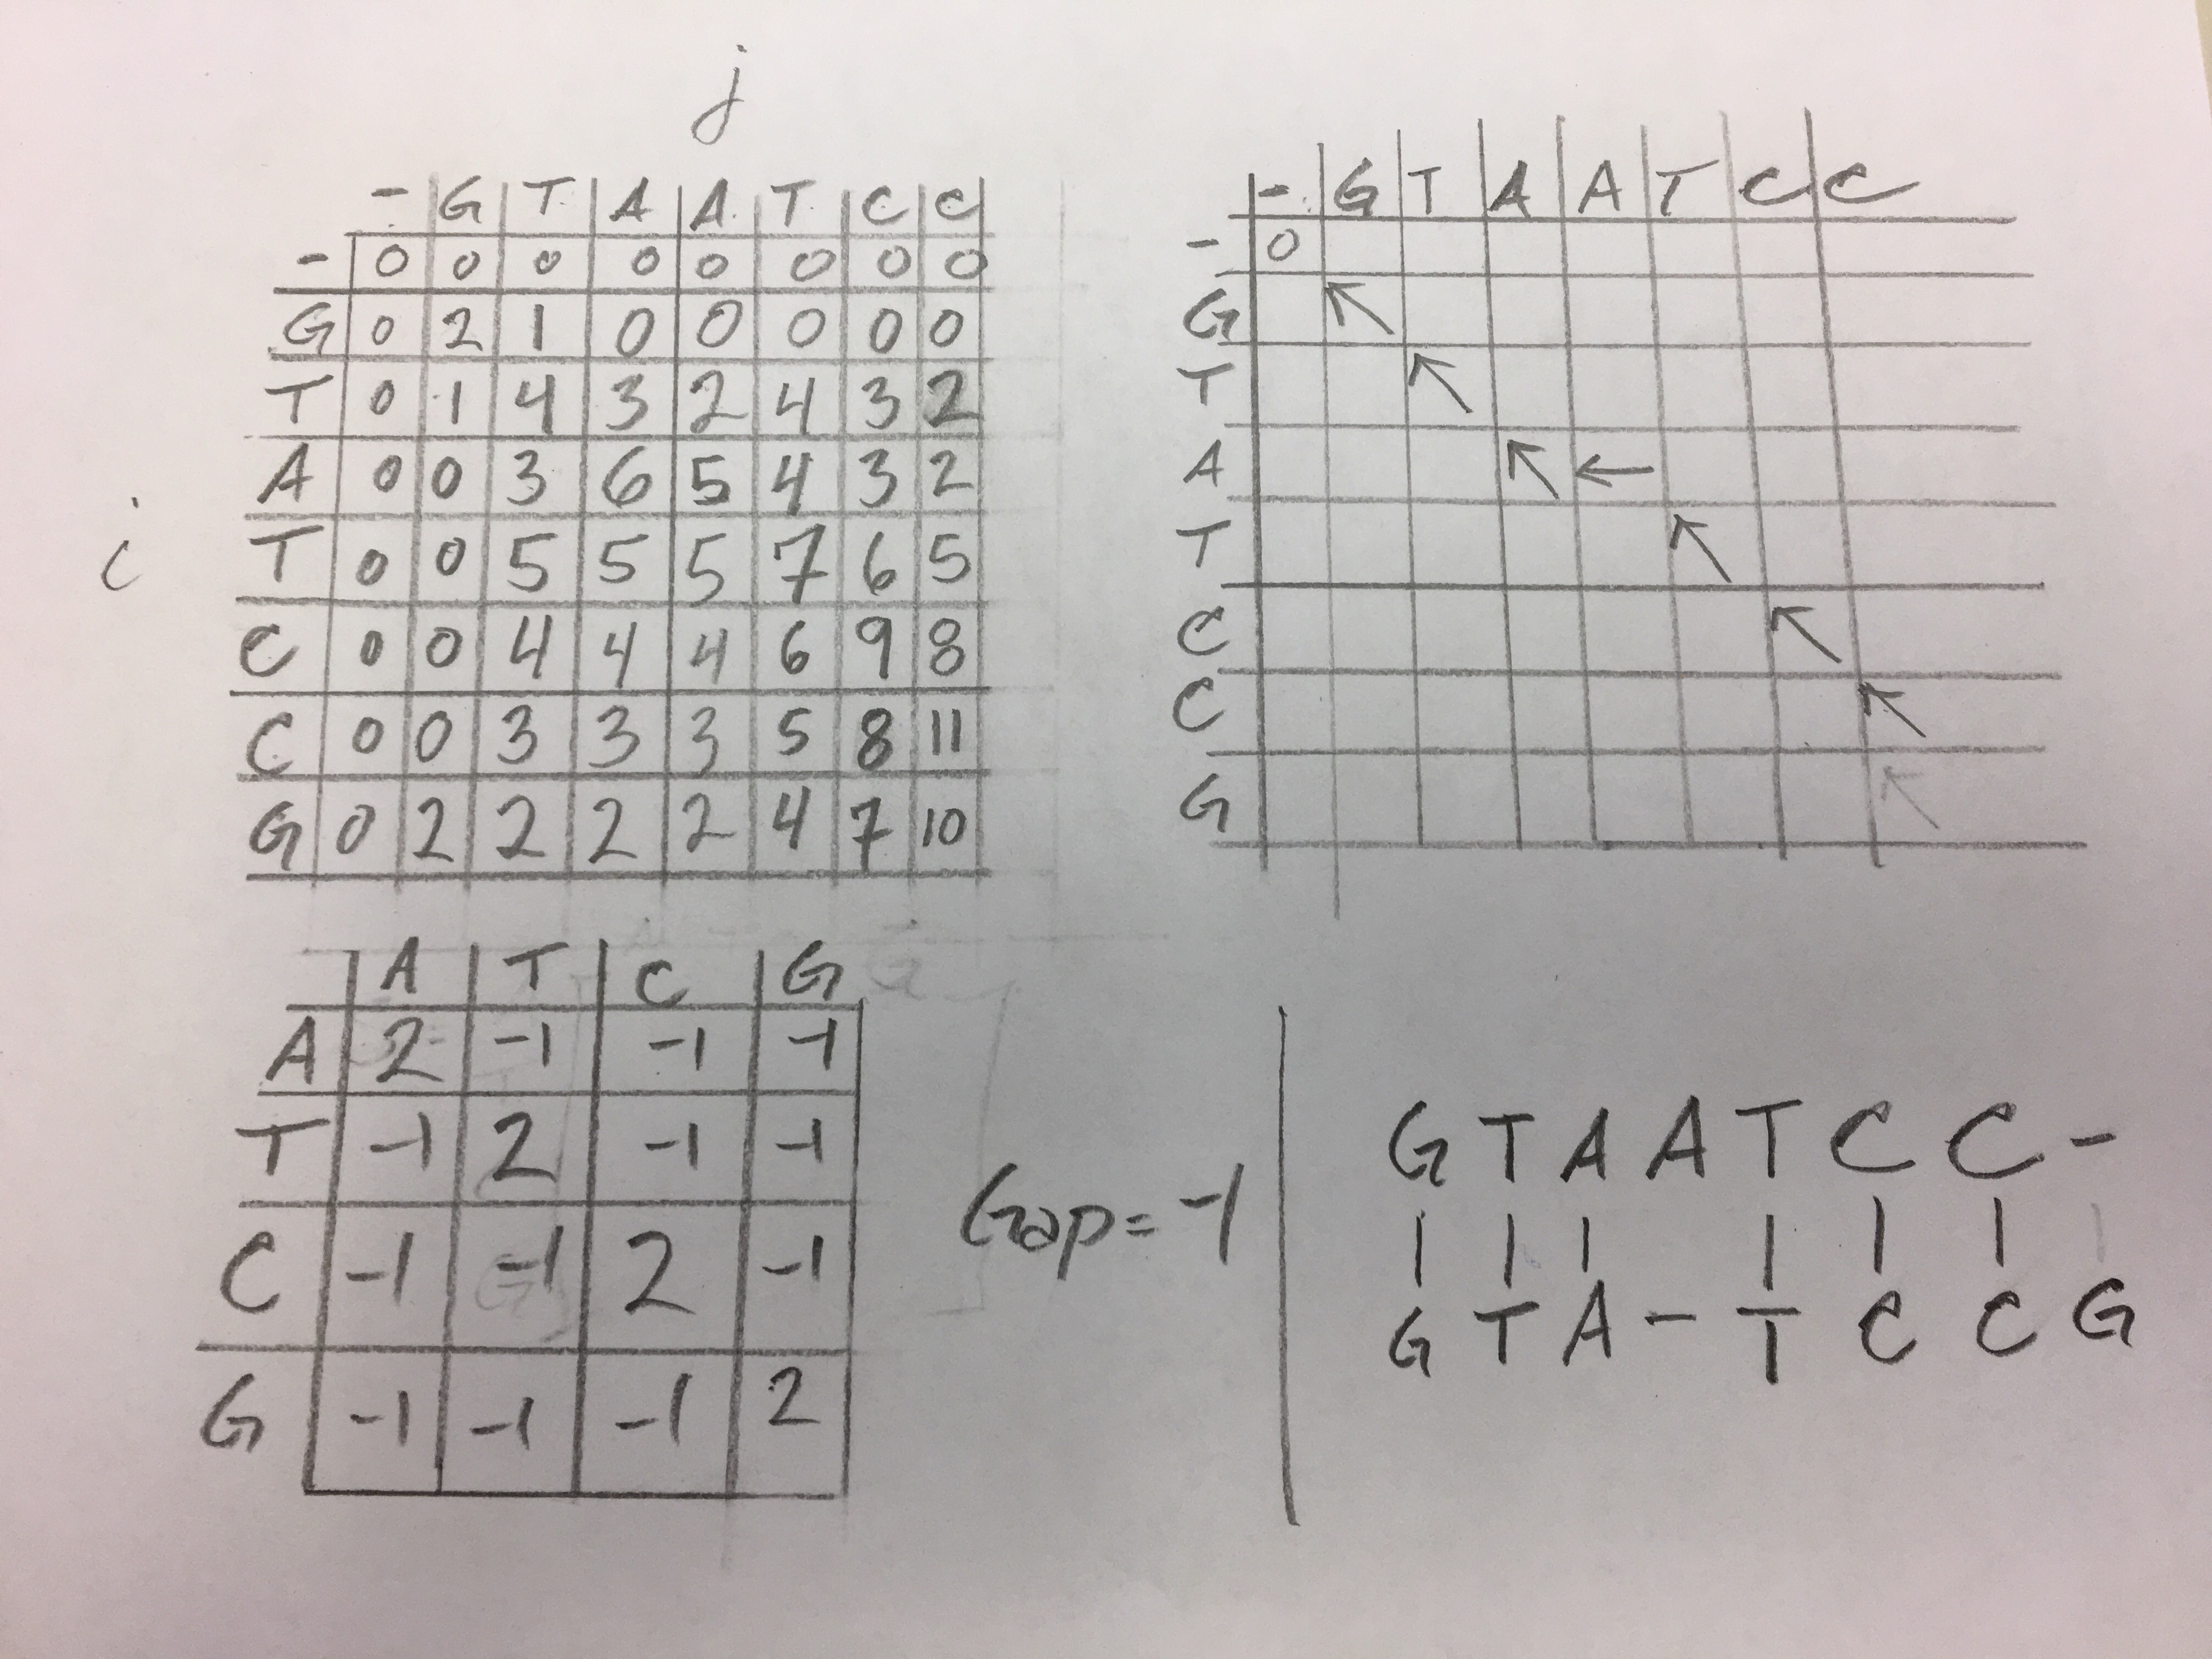 j
- G T A A T C C
- 0 0 0 0 0 0 0 0
G 0 2 1 0 0 0 0 0
T 0 1 4 3 2 4 3 2
A 0 0 3 6 5 4 3 2
i
T 0 0 5 5 5 7 6 5
C 0 0 4 4 4 6 9 8
C 0 0 3 3 3 5 8 11
G 0 2 2 2 2 4 7 10
- G T A A T C C
- 0
G ↖
T ↖
A ↖ ←
T ↖
C ↖
C ↖
G ↖
A T C G
A 2 -1 -1 -1
T -1 2 -1 -1
C -1 -1 2 -1
G -1 -1 -1 2
Gap = -1
G T A A T C C -
| | | | | | |
G T A - T C C G